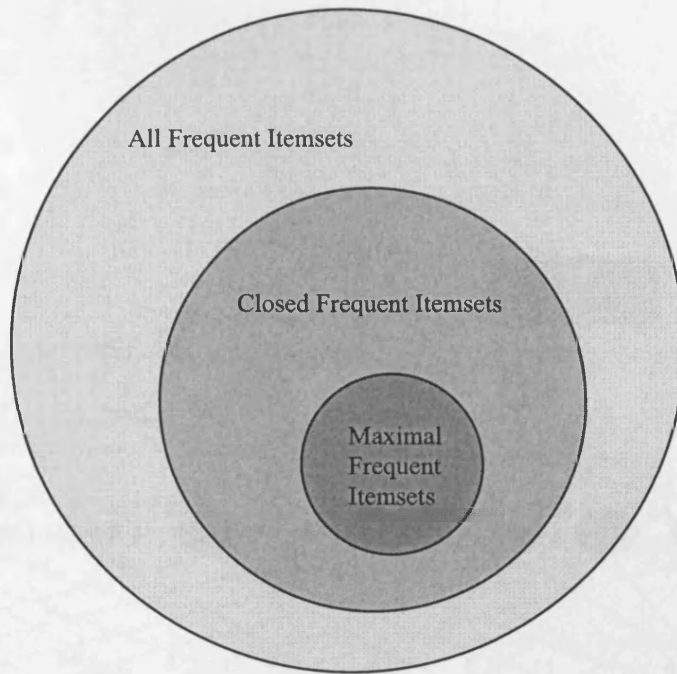 All Frequent Itemsets
Closed Frequent Itemsets
Maximal
Frequent
Itemsets